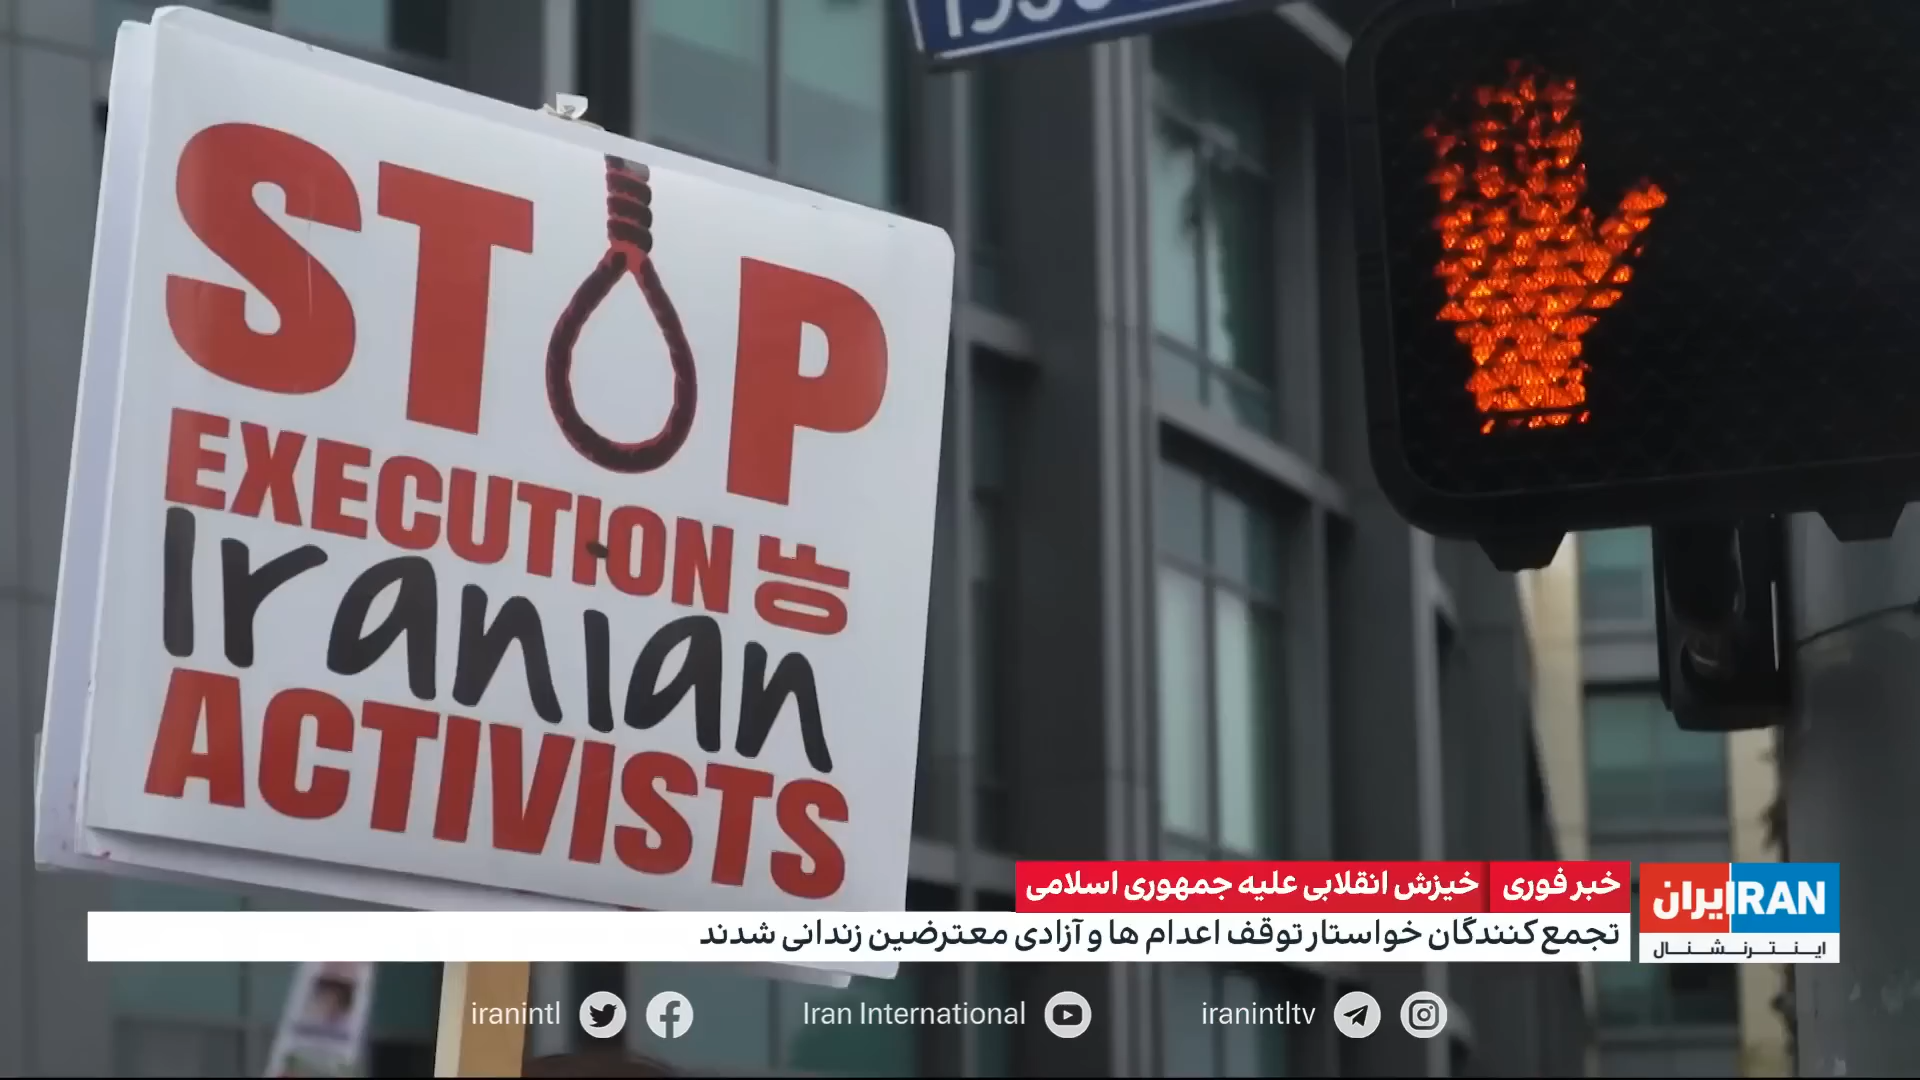 STOP
EXECUTION OF
Iranian
ACTIVISTS
خبر فوری
خیزش انقلابی علیه جمهوری اسلامی
تجمع کنندگان خواستار توقف اعدام ها و آزادی معترضین زندانی شدند
ایران IRAN
اینترنشنال
iranintl
Iran International
iranintltv